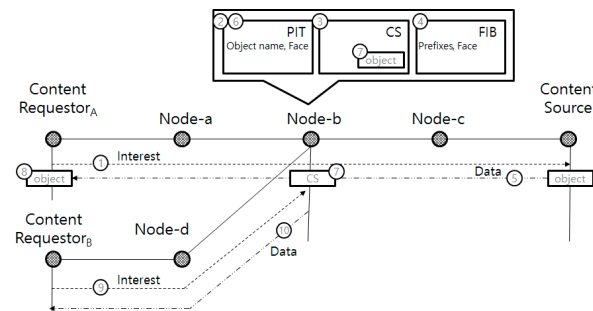 ② ⑥ PIT
Object name, Face
③ CS
⑦ object
④ FIB
Prefixes, Face
Content
RequestorA
Node-a
Node-b
Node-c
Content
Source
① Interest
⑧ object
CS ⑦
Data
⑤
object
Content
RequestorB
Node-d
⑩
Data
Interest
⑨